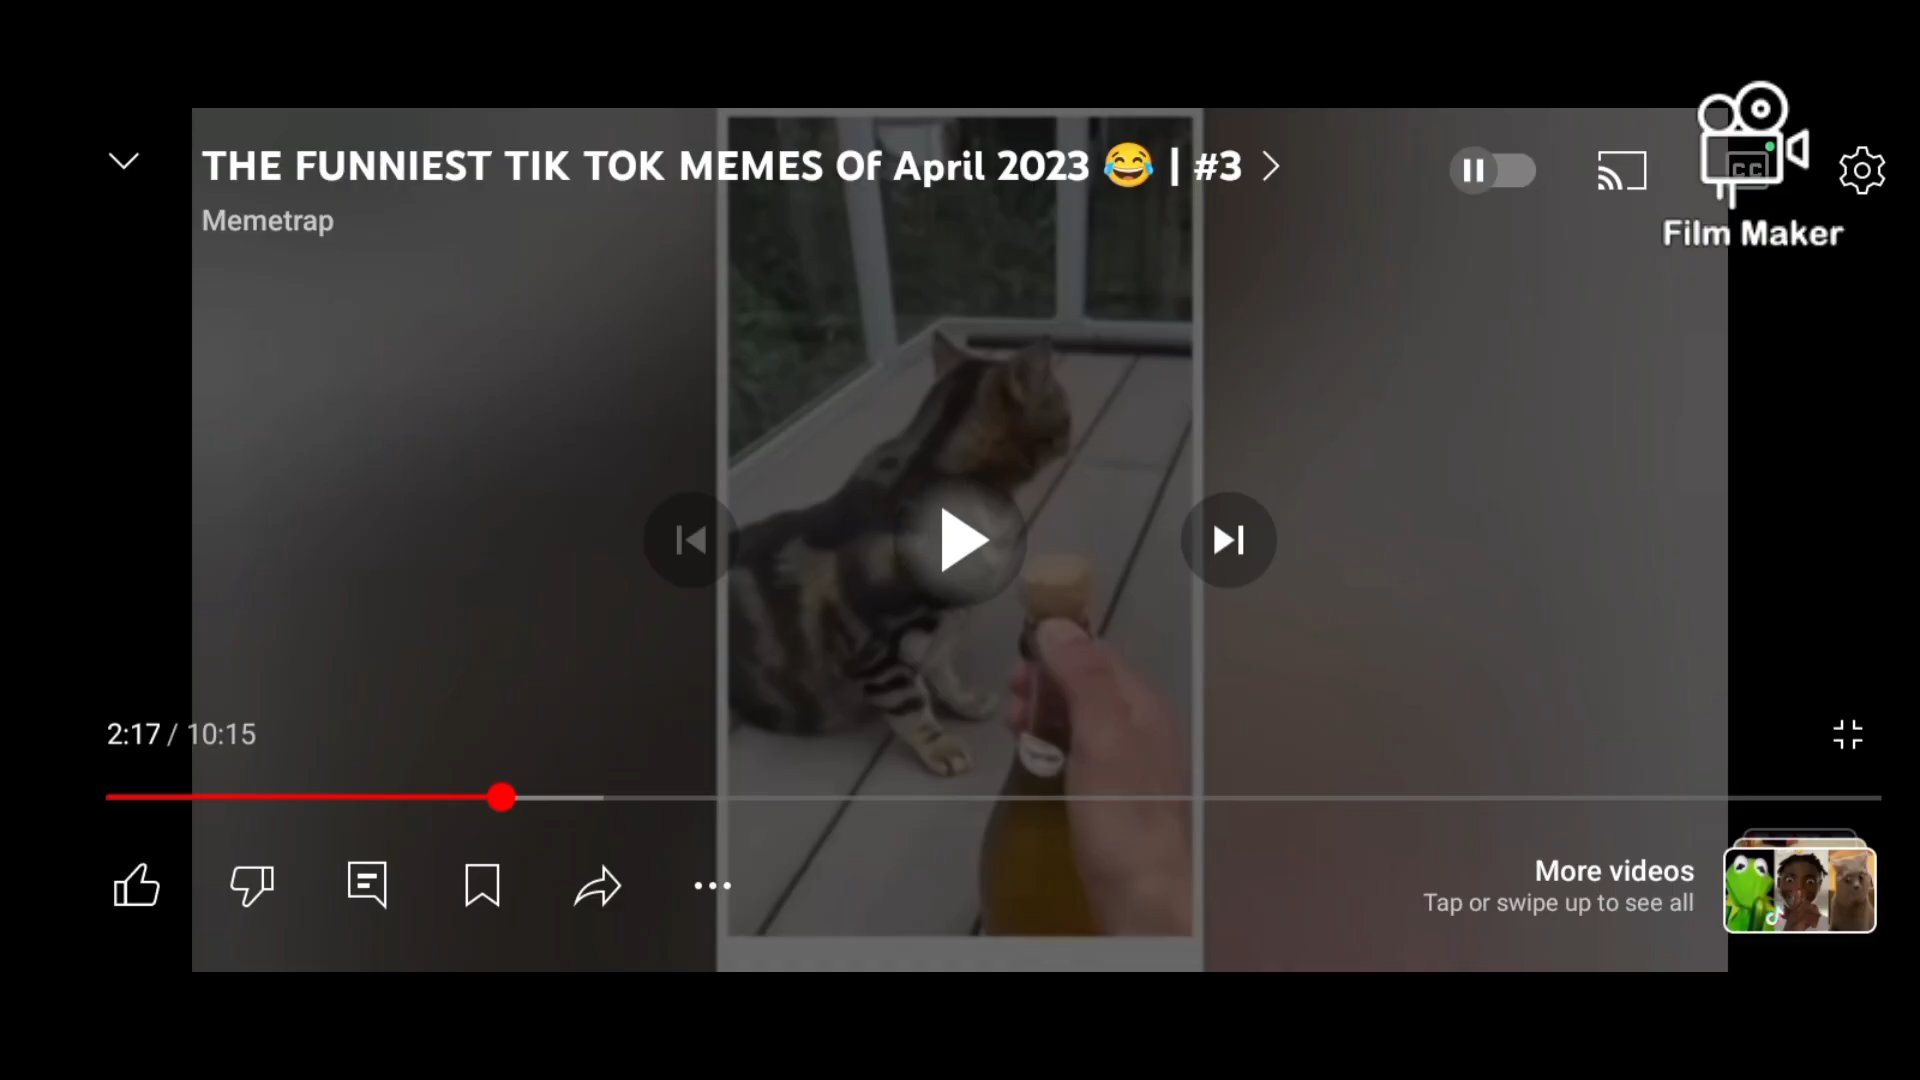 THE FUNNIEST TIK TOK MEMES Of April 2023 😂 | #3
Memetrap
CC
Film Maker
2:17 / 10:15
More videos
Tap or swipe up to see all